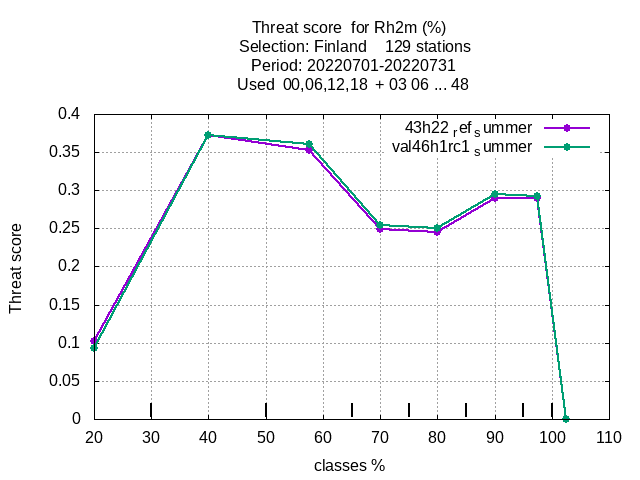 Threat score  for Rh2m (%)
Selection: Finland    129 stations
Period: 20220701-20220731
Used  00,06,12,18  + 03 06 ... 48
43h22ᵣefₛummer
val46h1rc1ₛummer
0.4
0.35
0.3
0.25
0.2
0.15
0.1
0.05
0
Threat score
20 30 40 50 60 70 80 90 100 110
classes %